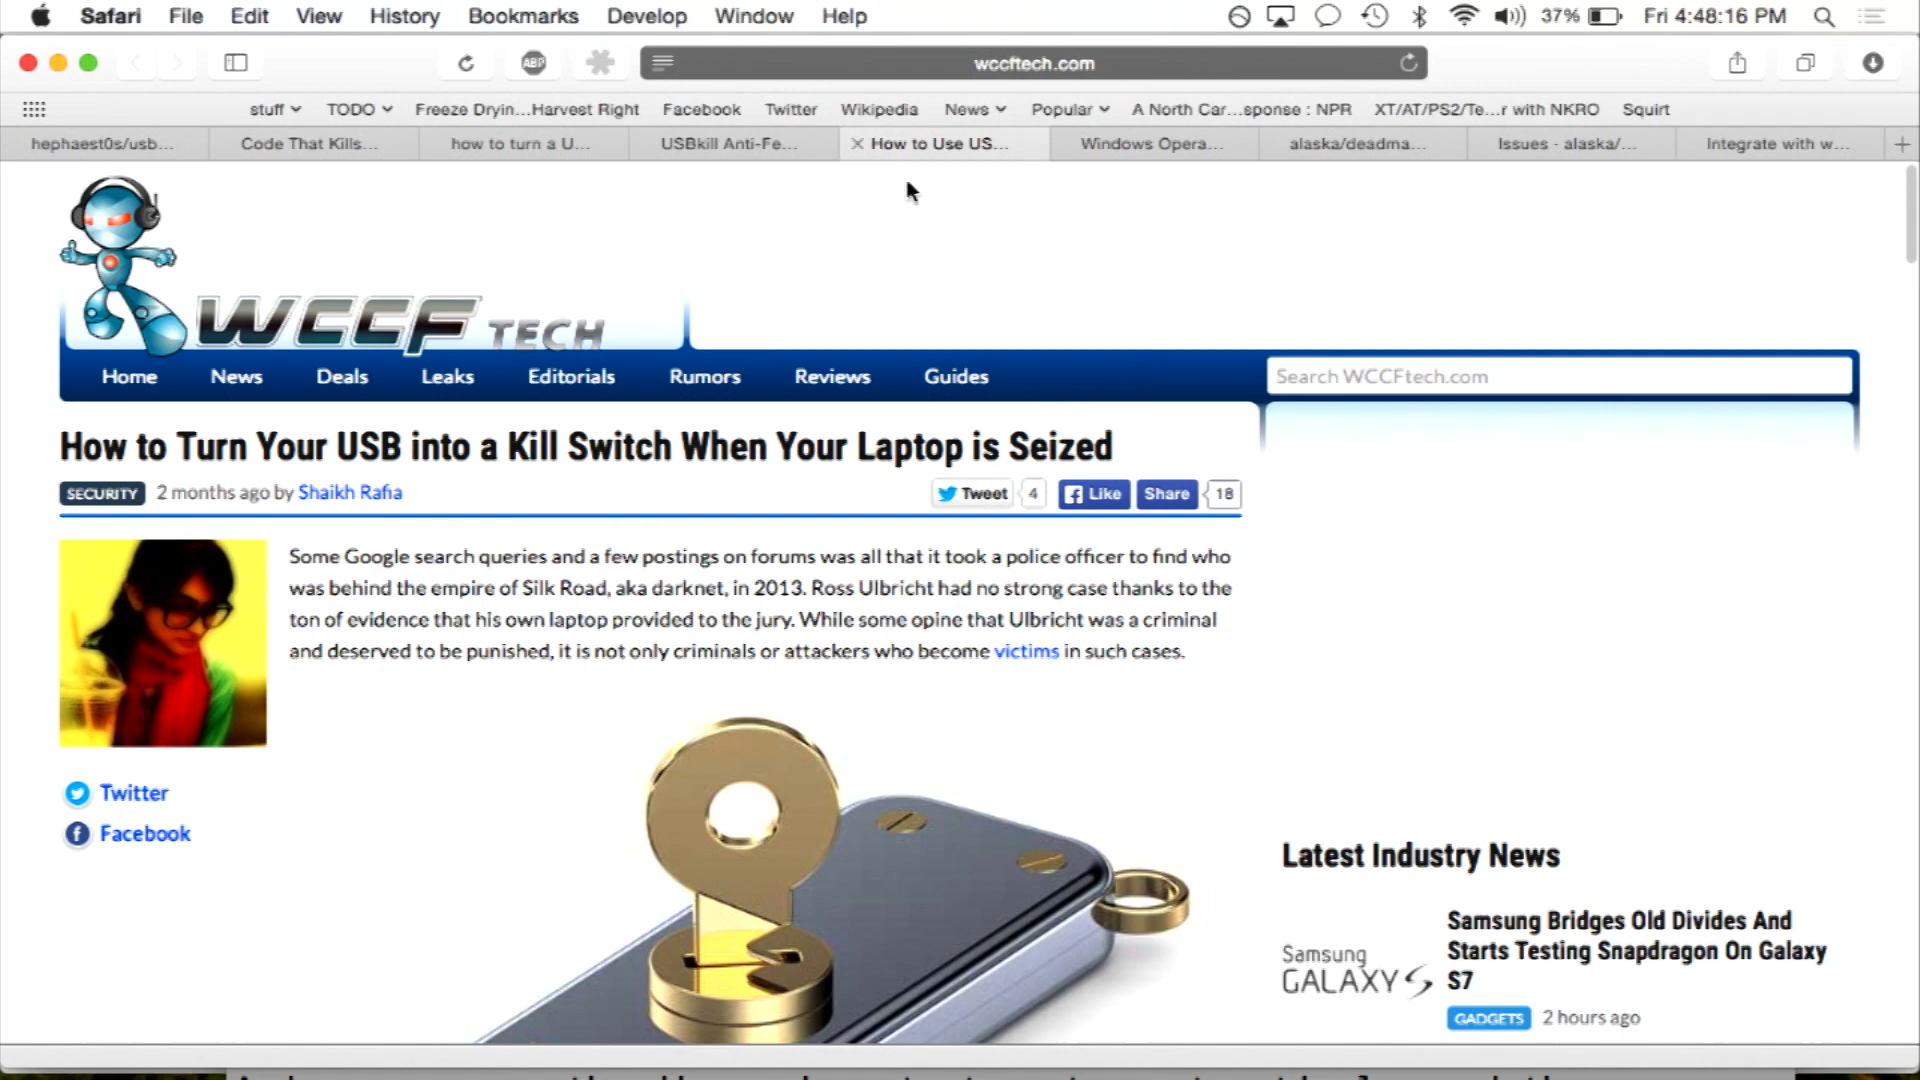 Safari File Edit View History Bookmarks Develop Window Help 37% Fri 4:48:16 PM
ABP wccftech.com
stuff TODO Freeze Dryin...Harvest Right Facebook Twitter Wikipedia News Popular A North Car...sponse : NPR XT/AT/PS2/Te...r with NKRO Squirt
hephaest0s/usb... Code That Kills... how to turn a U... USBkill Anti-Fe... How to Use US... Windows Opera... alaska/deadma... Issues - alaska/... Integrate with w...
WCCF TECH
Home News Deals Leaks Editorials Rumors Reviews Guides Search WCCFtech.com
How to Turn Your USB into a Kill Switch When Your Laptop is Seized
SECURITY 2 months ago by Shaikh Rafia Tweet 4 Like Share 18
Some Google search queries and a few postings on forums was all that it took a police officer to find who
was behind the empire of Silk Road, aka darknet, in 2013. Ross Ulbricht had no strong case thanks to the
ton of evidence that his own laptop provided to the jury. While some opine that Ulbricht was a criminal
and deserved to be punished, it is not only criminals or attackers who become victims in such cases.
Twitter
Facebook
Latest Industry News
Samsung GALAXY S
Samsung Bridges Old Divides And
Starts Testing Snapdragon On Galaxy
S7
GADGETS 2 hours ago